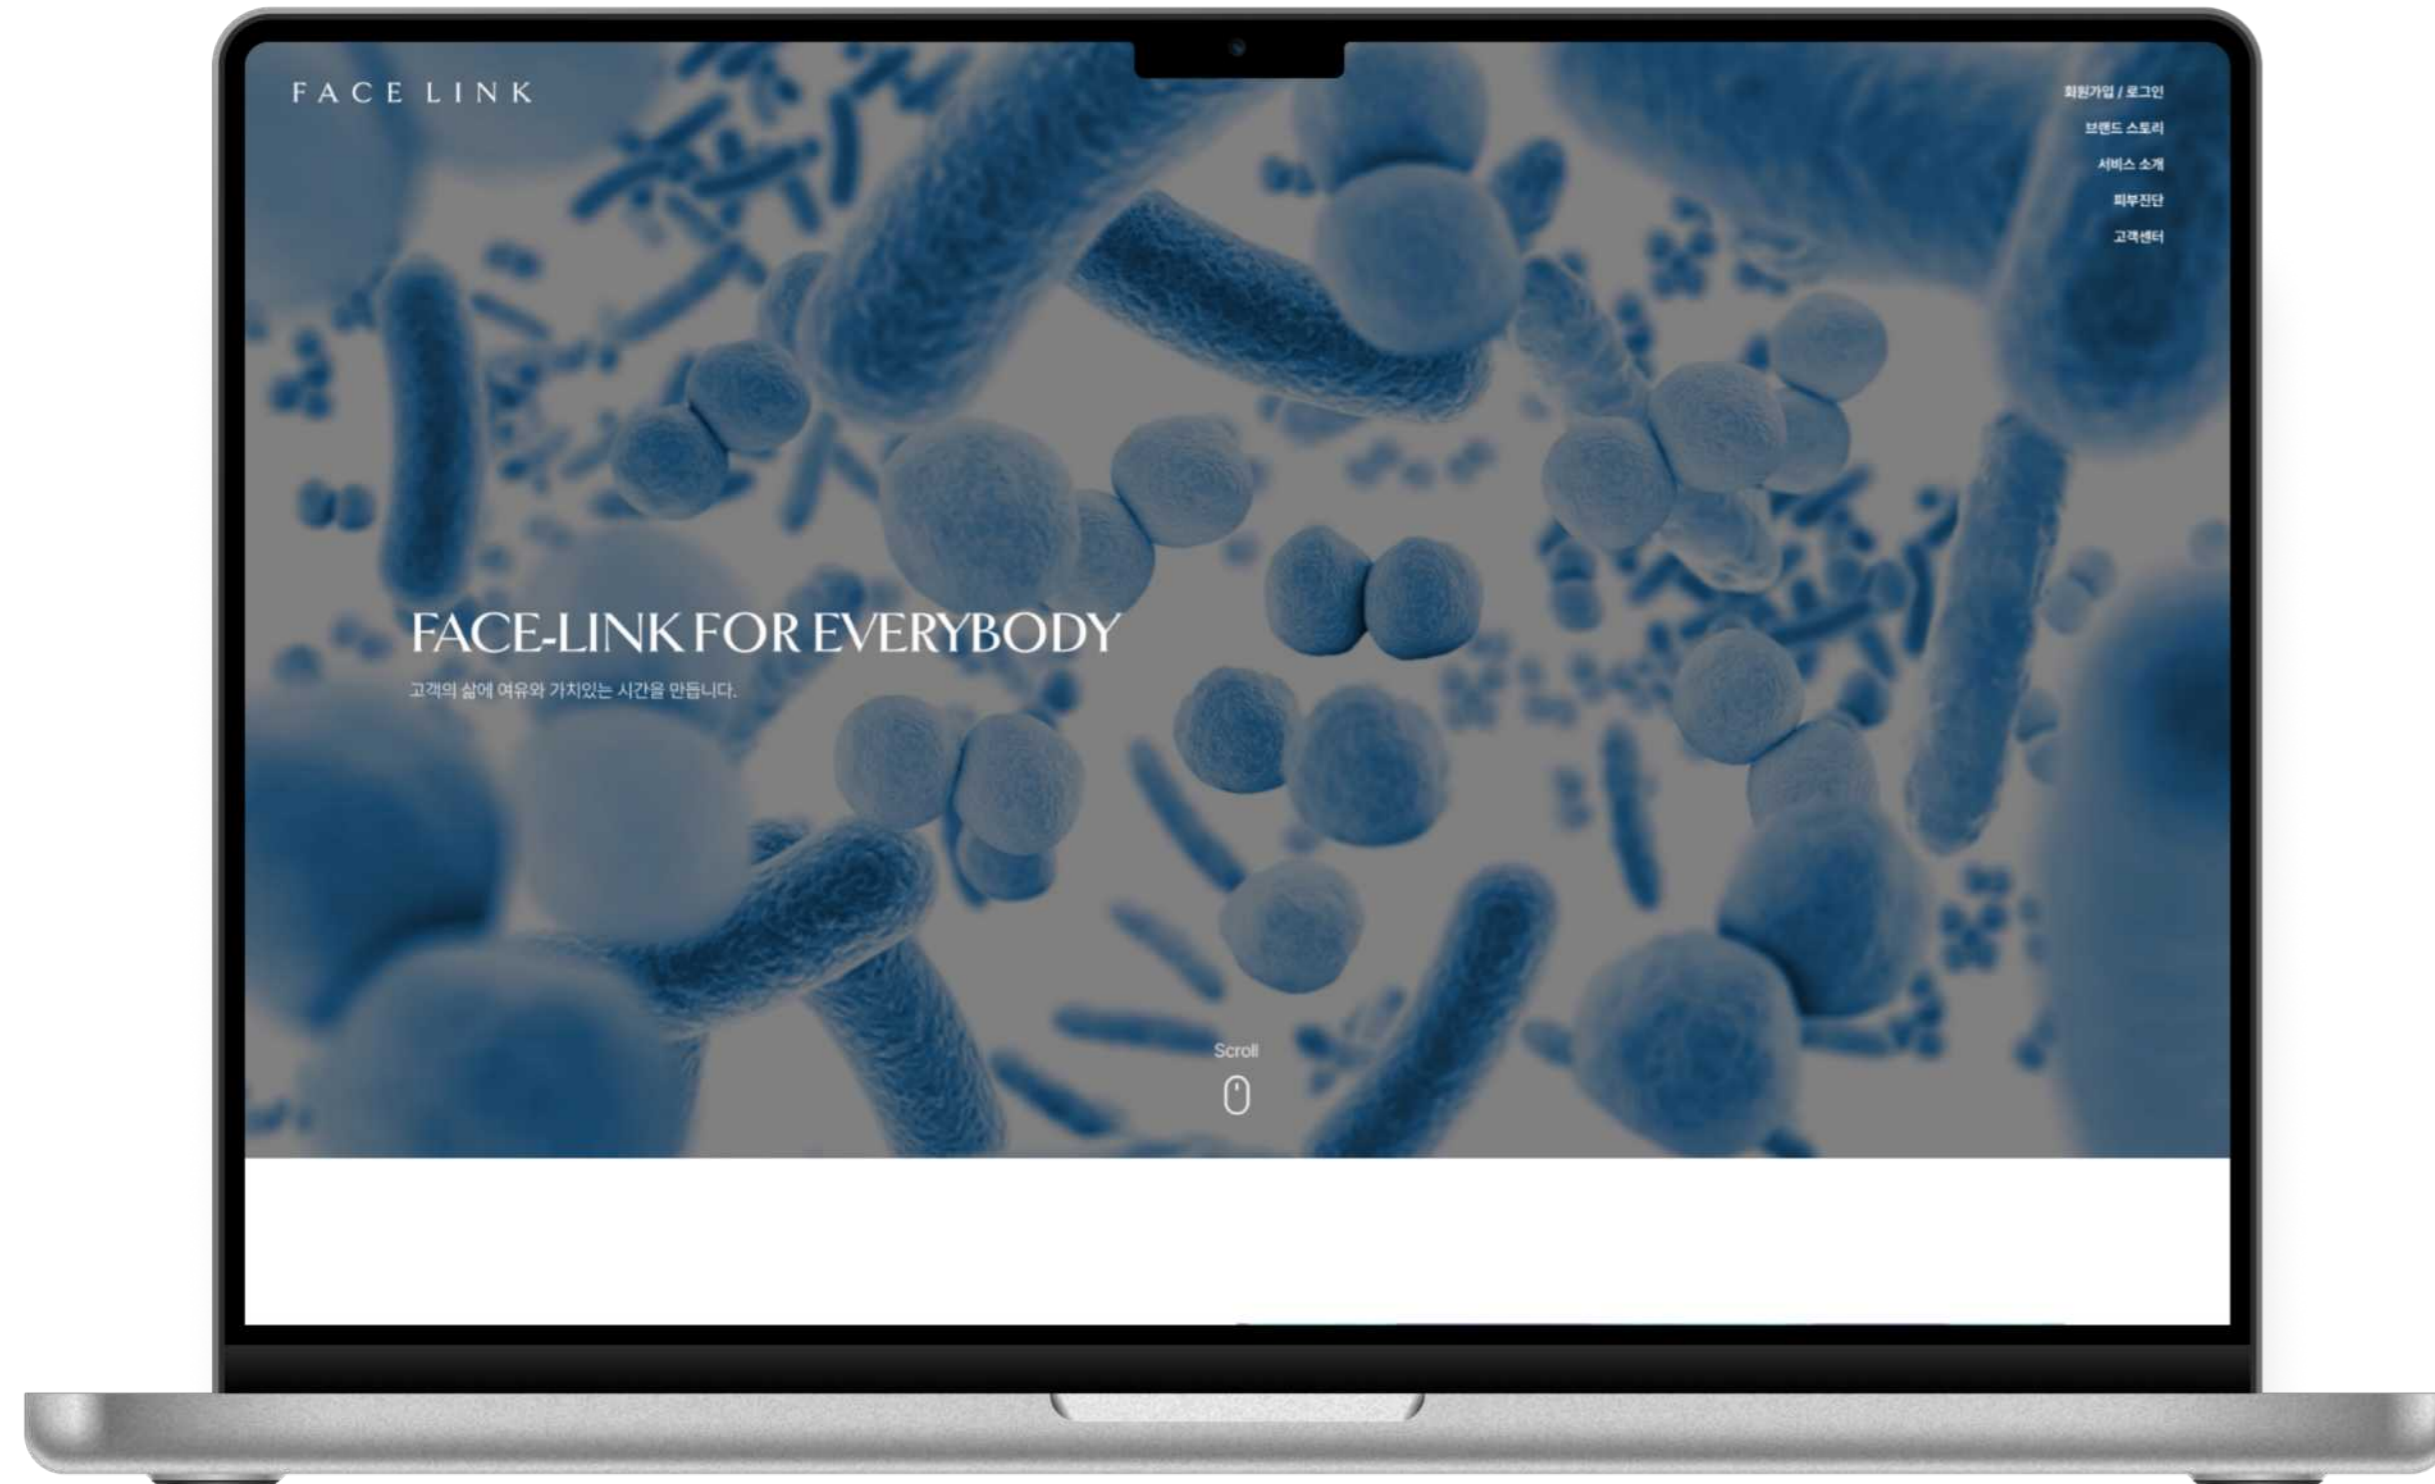 FACE LINK
회원가입 / 로그인
브랜드 스토리
서비스 소개
피부진단
고객센터
FACE-LINK FOR EVERYBODY
고객의 삶에 여유와 가치있는 시간을 만듭니다.
Scroll